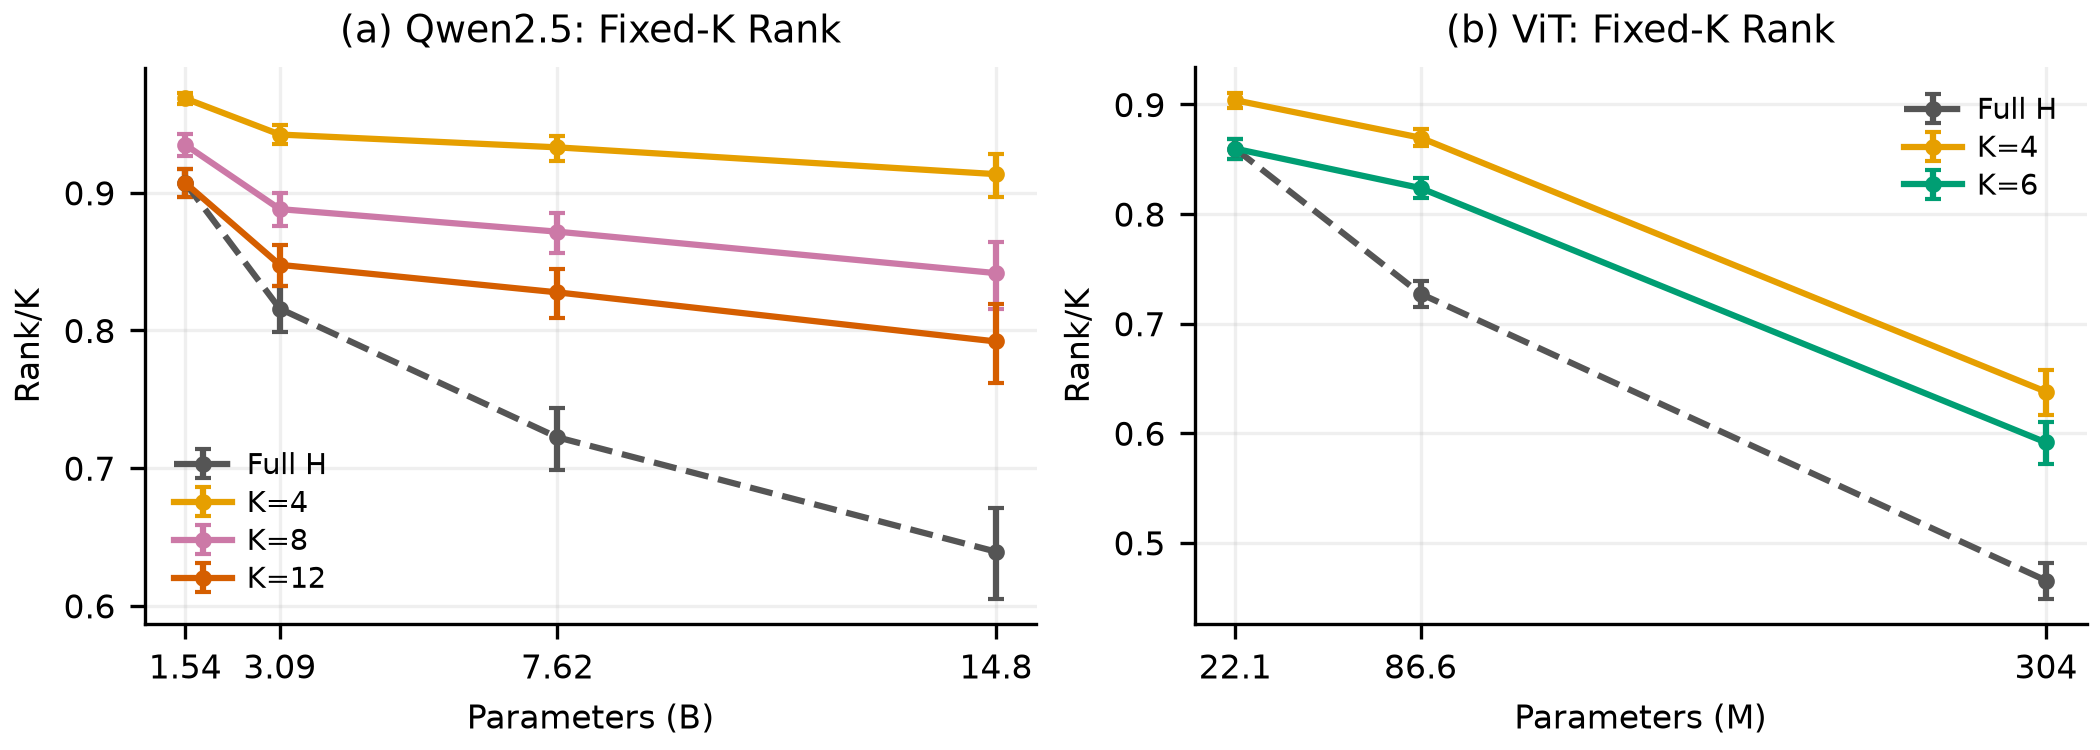 (a) Qwen2.5: Fixed-K Rank
Rank/K
0.9
0.8
0.7
0.6
Full H
K=4
K=8
K=12
1.54 3.09 7.62 14.8
Parameters (B)
(b) ViT: Fixed-K Rank
Rank/K
0.9
0.8
0.7
0.6
0.5
Full H
K=4
K=6
22.1 86.6 304
Parameters (M)